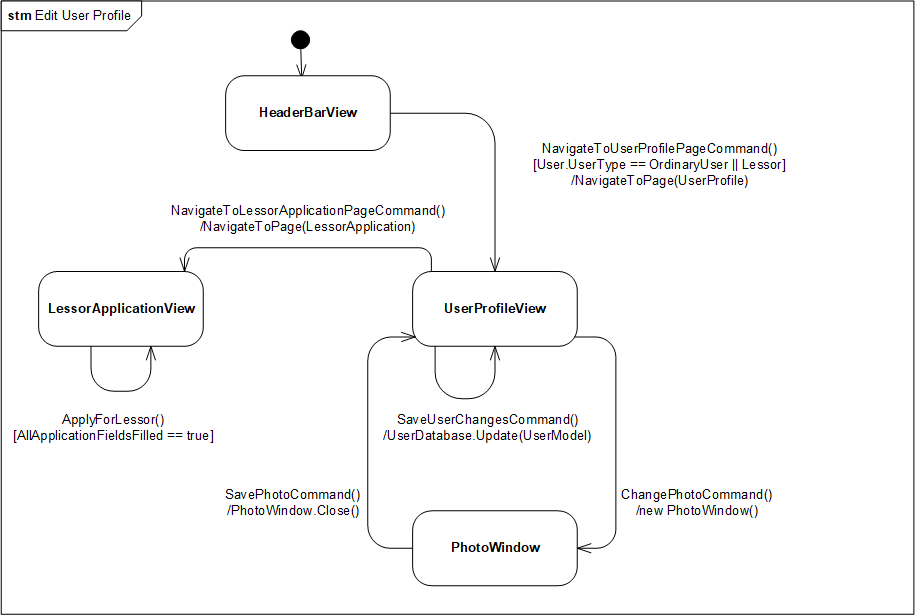 stm Edit User Profile
HeaderBarView
NavigateToUserProfilePageCommand()
[User.UserType == OrdinaryUser || Lessor]
/NavigateToPage(UserProfile)
NavigateToLessorApplicationPageCommand()
/NavigateToPage(LessorApplication)
LessorApplicationView
UserProfileView
ApplyForLessor()
[AllApplicationFieldsFilled == true]
SaveUserChangesCommand()
/UserDatabase.Update(UserModel)
SavePhotoCommand()
/PhotoWindow.Close()
ChangePhotoCommand()
/new PhotoWindow()
PhotoWindow